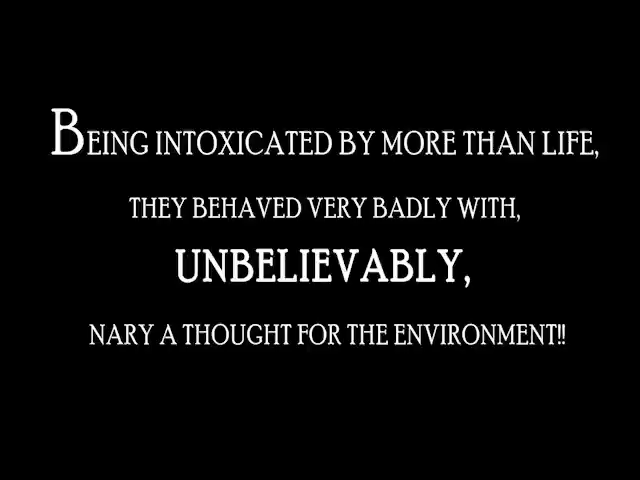 BEING INTOXICATED BY MORE THAN LIFE,
THEY BEHAVED VERY BADLY WITH,
UNBELIEVABLY,
NARY A THOUGHT FOR THE ENVIRONMENT!!